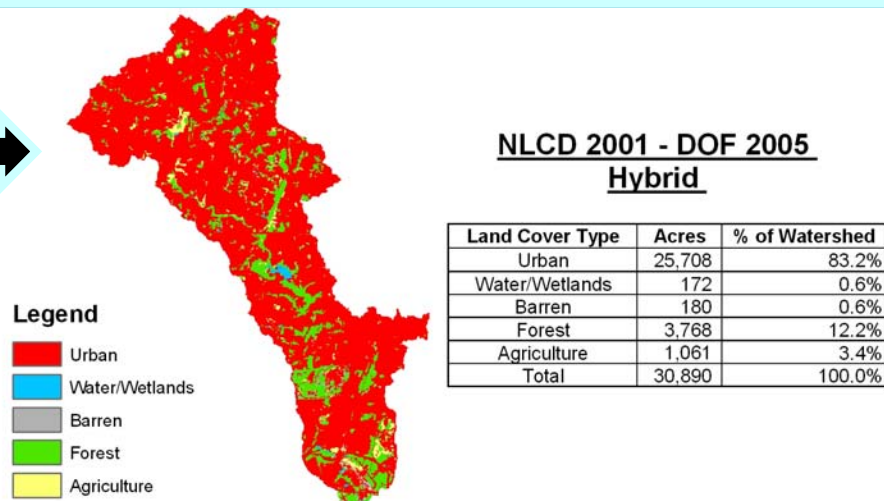 NLCD 2001 - DOF 2005
Hybrid
Land Cover Type Acres % of Watershed
Urban 25,708 83.2%
Water/Wetlands 172 0.6%
Barren 180 0.6%
Forest 3,768 12.2%
Agriculture 1,061 3.4%
Total 30,890 100.0%
Legend
Urban
Water/Wetlands
Barren
Forest
Agriculture